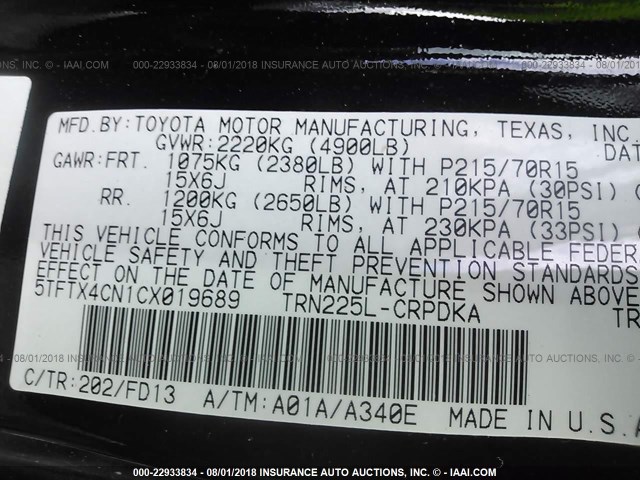 000-22933834 - 08/01/2018 INSURANCE AUTO AUCTIONS - © IAAI.COM
MFD.BY:TOYOTA MOTOR MANUFACTURING, TEXAS, INC.
GVWR:2220KG (4900LB) DAT
GAWR:FRT. 1075KG (2380LB) WITH P215/70R15
15X6J RIMS, AT 210KPA (30PSI)
RR. 1200KG (2650LB) WITH P215/70R15
15X6J RIMS, AT 230KPA (33PSI)
THIS VEHICLE CONFORMS TO ALL APPLICABLE FEDER
VEHICLE SAFETY AND THEFT PREVENTION STANDARDS
EFFECT ON THE DATE OF MANUFACTURE SHOWN ABOVE
5TFTX4CN1CX019689 TRN225L-CRPDKA TR
C/TR:202/FD13 A/TM:A01A/A340E MADE IN U.S.A
000-22933834 - 08/01/2018 INSURANCE AUTO AUCTIONS - © IAAI.COM